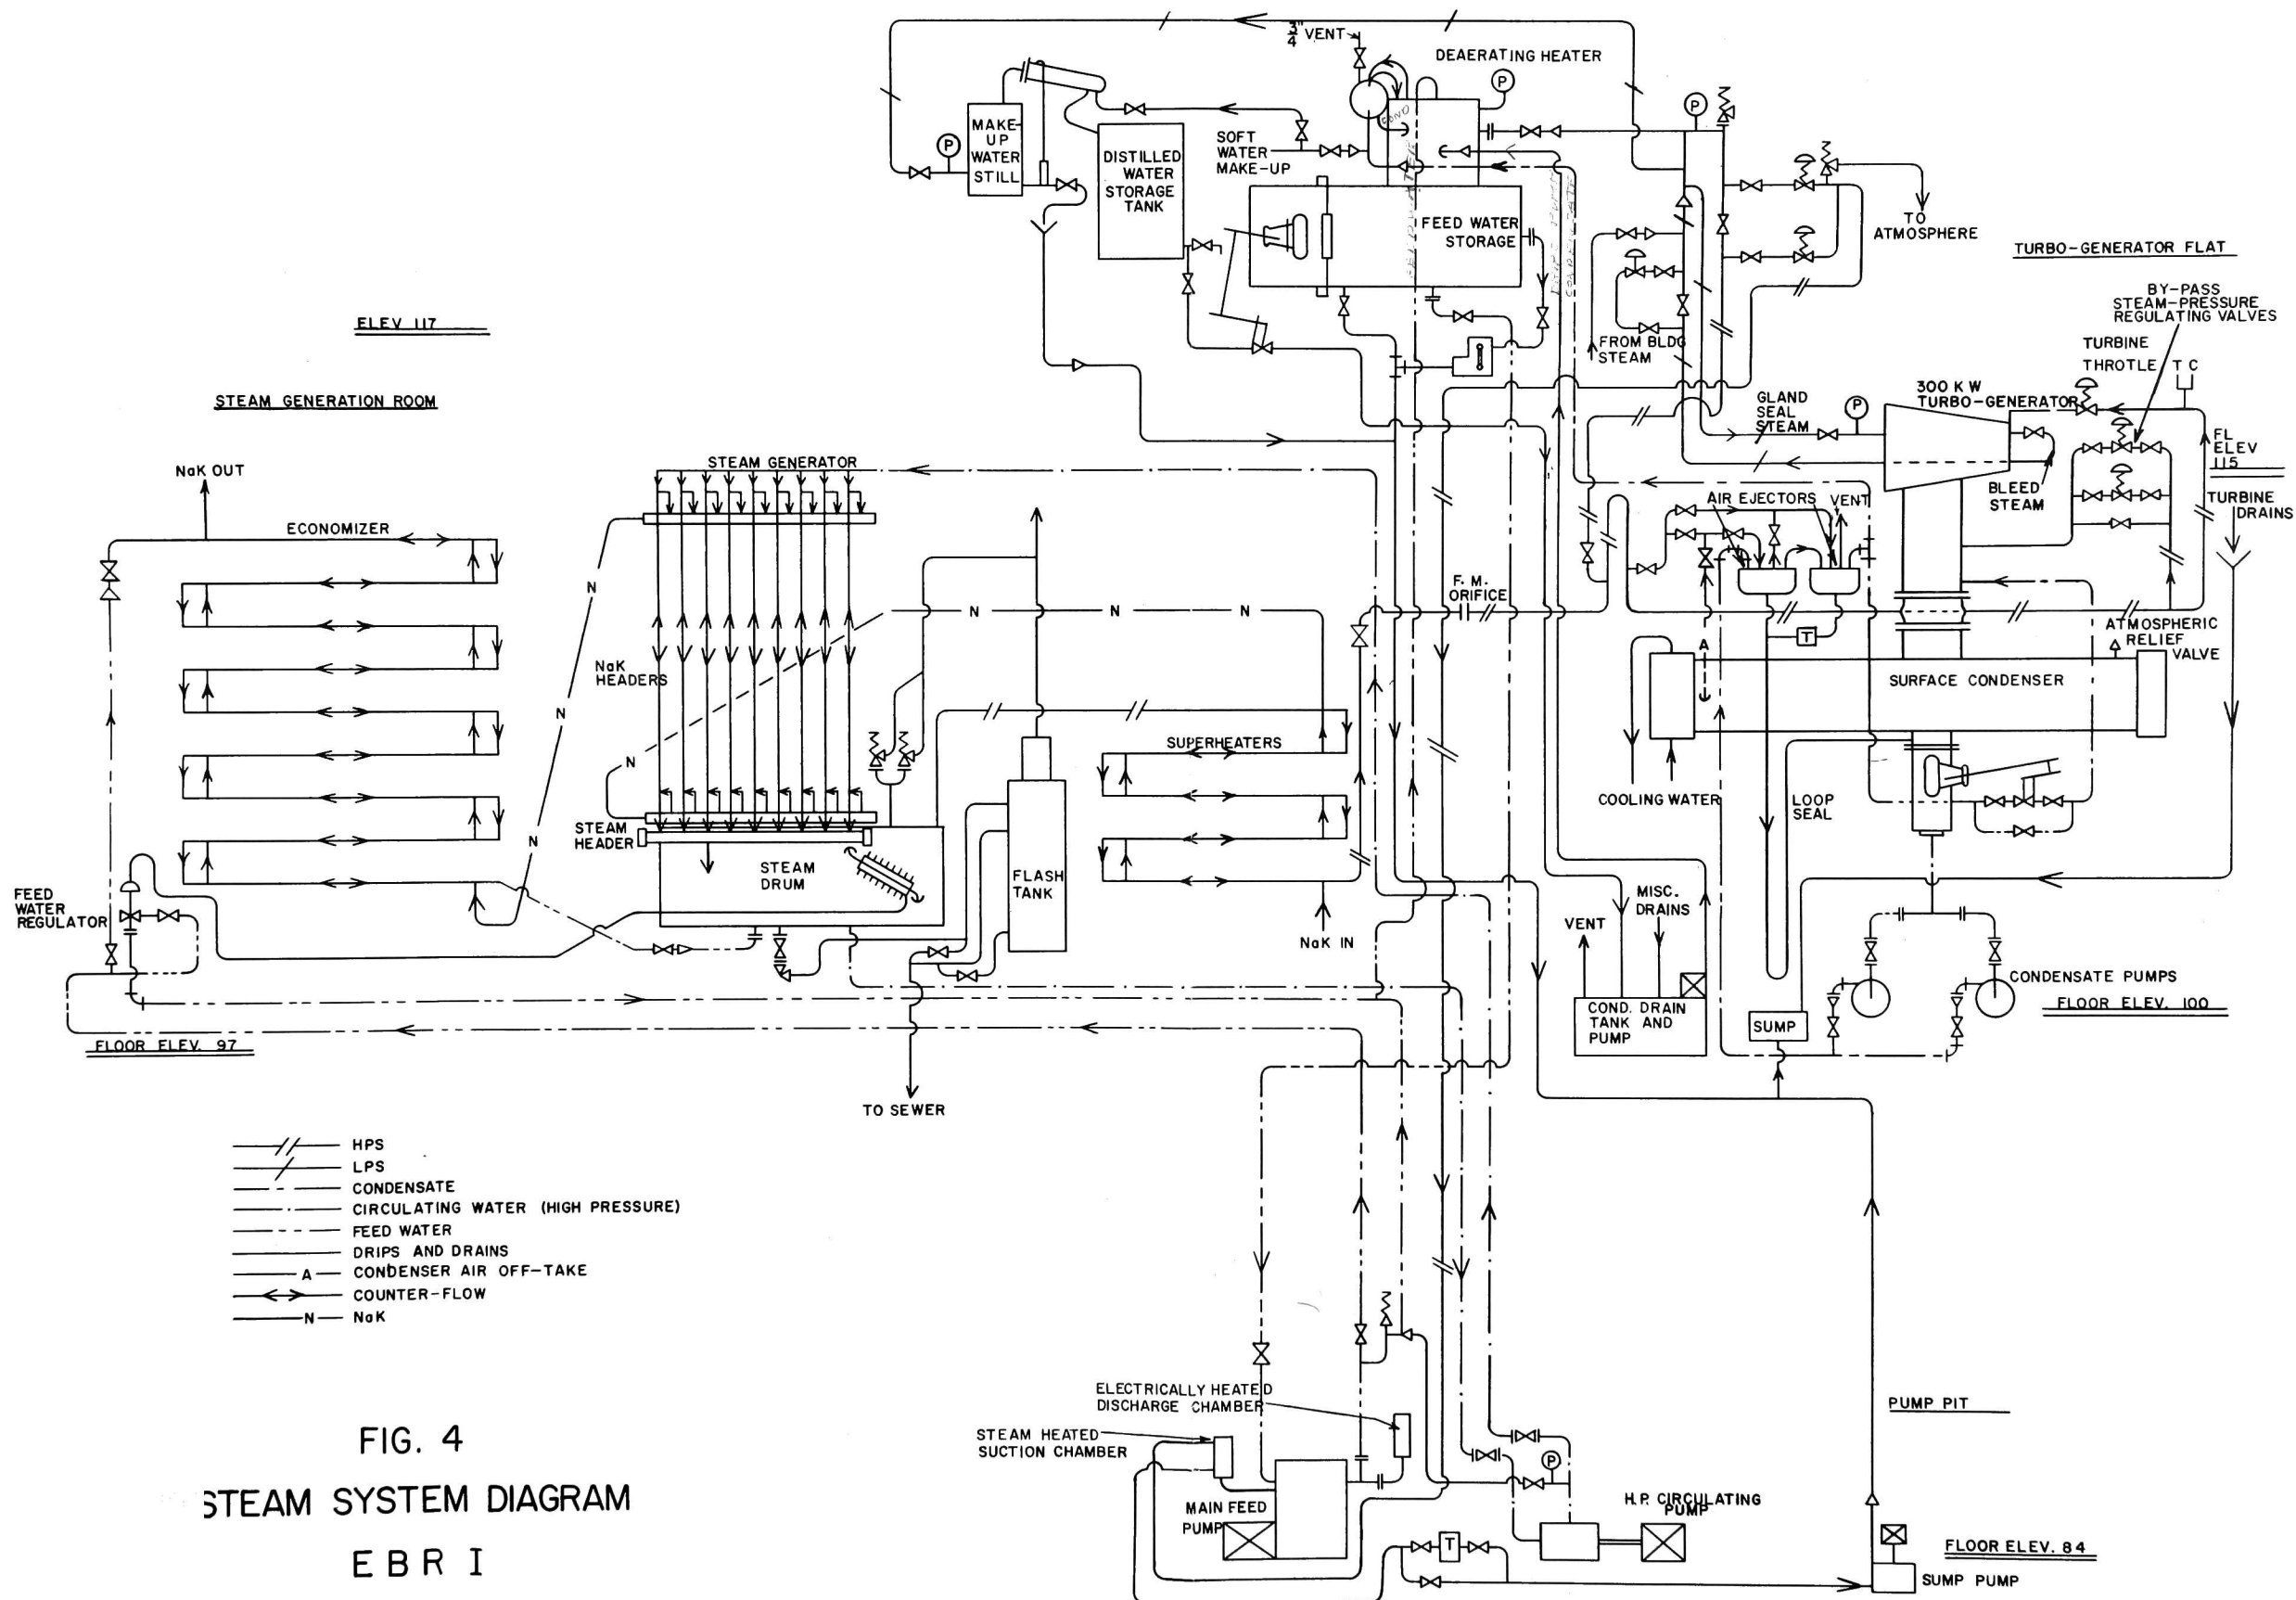 3/4" VENT
DEAERATING HEATER
P
P
MAKE-
UP
WATER
STILL
P
DISTILLED
WATER
STORAGE
TANK
SOFT
WATER
MAKE-UP
FEED WATER
STORAGE
TO
ATMOSPHERE
TURBO-GENERATOR FLAT
ELEV 117
STEAM GENERATION ROOM
FROM BLDG
STEAM
BY-PASS
STEAM-PRESSURE
REGULATING VALVES
TURBINE
THROTLE
T C
300 KW
TURBO-GENERATOR
GLAND
SEAL
STEAM
P
FL
ELEV
115
BLEED
STEAM
TURBINE
DRAINS
AIR EJECTORS
VENT
NaK OUT
ECONOMIZER
STEAM GENERATOR
N
N
N
N
N
N
N
NaK
HEADERS
F. M.
ORIFICE
T
A
ATMOSPHERIC
RELIEF
VALVE
SURFACE CONDENSER
SUPERHEATERS
COOLING WATER
LOOP
SEAL
STEAM
HEADER
STEAM
DRUM
FLASH
TANK
FEED
WATER
REGULATOR
NaK IN
VENT
MISC.
DRAINS
COND. DRAIN
TANK AND
PUMP
SUMP
CONDENSATE PUMPS
FLOOR ELEV. 100
FLOOR ELEV. 97
TO SEWER
HPS
LPS
CONDENSATE
CIRCULATING WATER (HIGH PRESSURE)
FEED WATER
DRIPS AND DRAINS
A CONDENSER AIR OFF-TAKE
COUNTER-FLOW
N NaK
ELECTRICALLY HEATED
DISCHARGE CHAMBER
STEAM HEATED
SUCTION CHAMBER
MAIN FEED
PUMP
P
H.P. CIRCULATING
PUMP
T
PUMP PIT
FLOOR ELEV. 84
SUMP PUMP
FIG. 4
STEAM SYSTEM DIAGRAM
EBR I